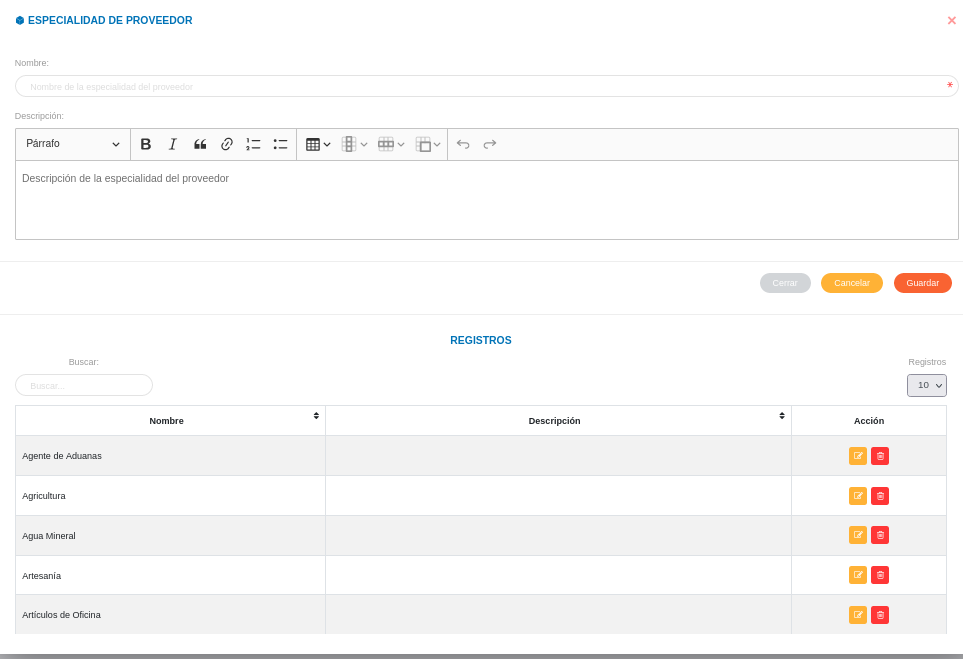 ESPECIALIDAD DE PROVEEDOR
Nombre:
Nombre de la especialidad del proveedor
Descripción:
Párrafo
Descripción de la especialidad del proveedor
Cerrar Cancelar Guardar
REGISTROS
Buscar: Registros
Buscar... 10
Nombre Descripción Acción
Agente de Aduanas
Agricultura
Agua Mineral
Artesanía
Artículos de Oficina